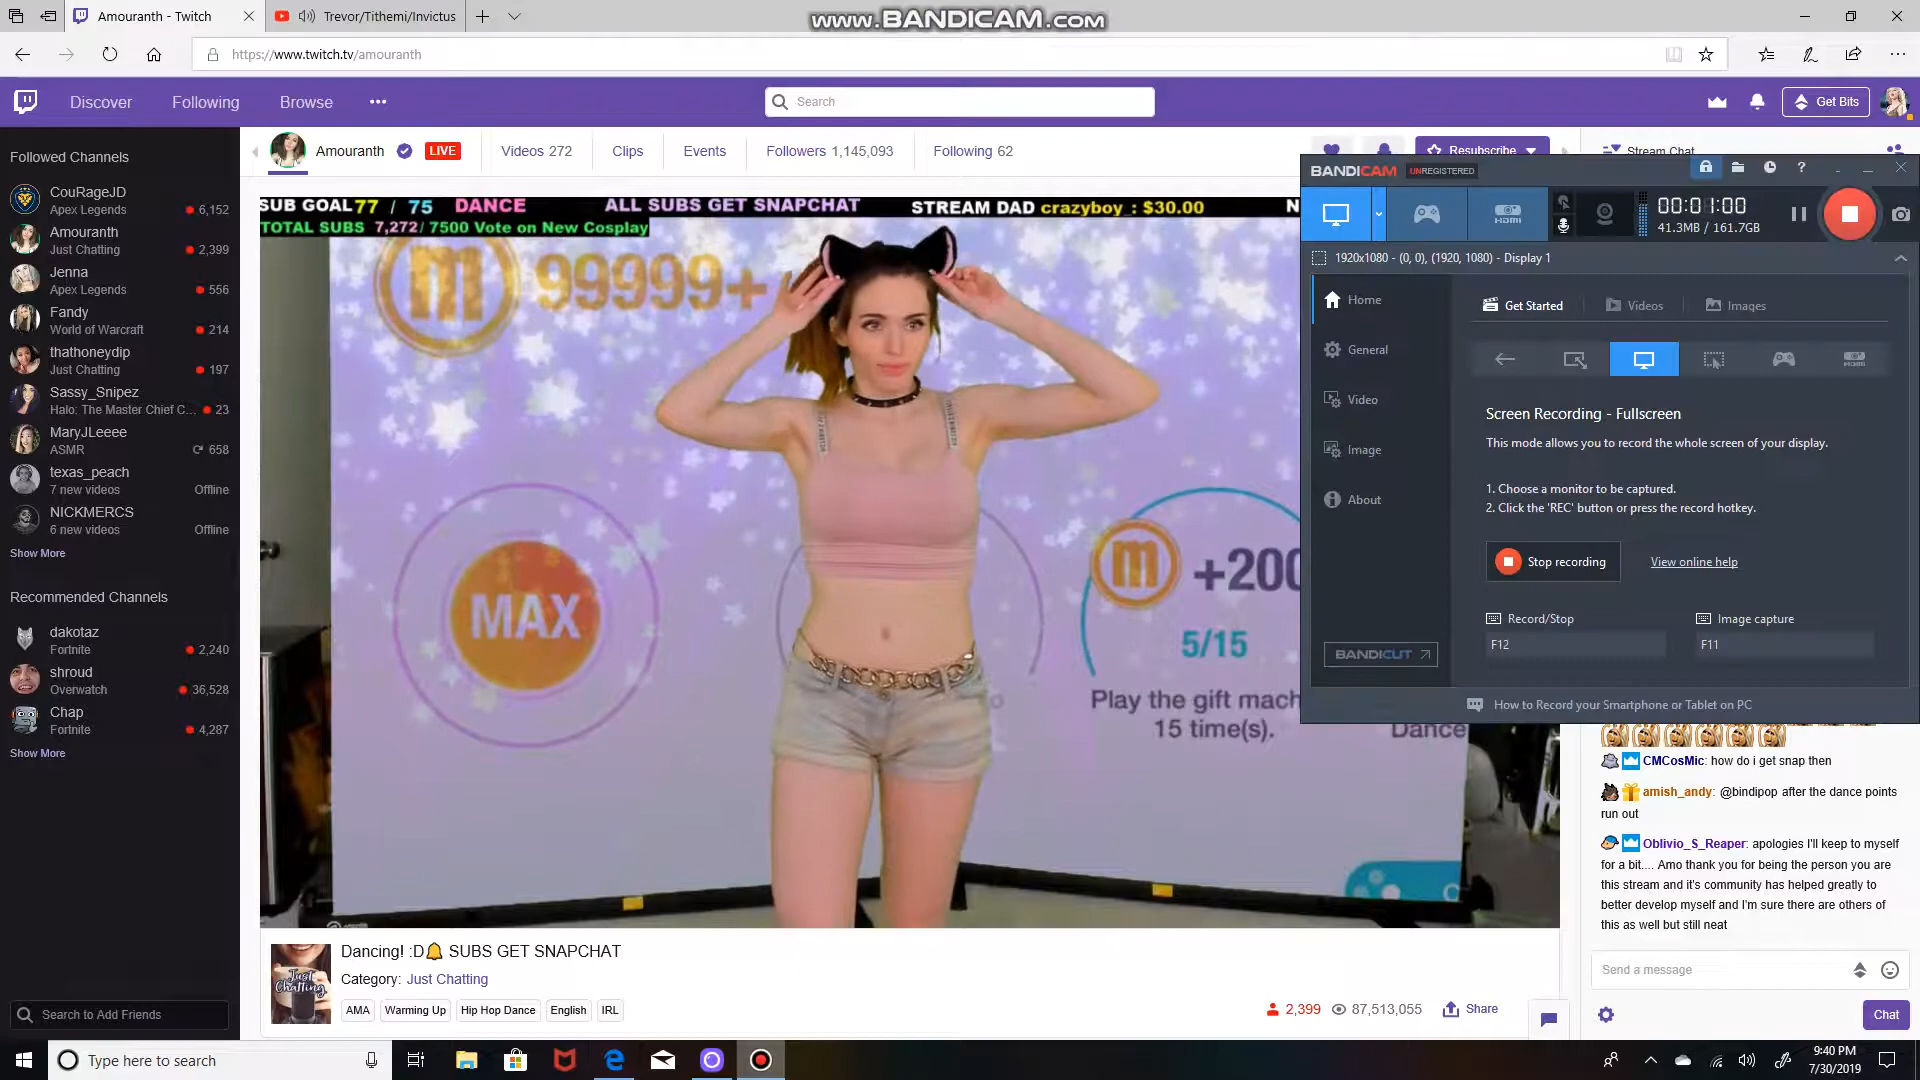 Amouranth - Twitch
Trevor/Tithemi/Invictus
www.BANDICAM.com
https://www.twitch.tv/amouranth
Discover
Following
Browse
Search
Get Bits
Followed Channels
CouRageJD
Apex Legends
6,152
Amouranth
Just Chatting
2,399
Jenna
Apex Legends
556
Fandy
World of Warcraft
214
thathoneydip
Just Chatting
197
Sassy_Snipez
Halo: The Master Chief C...
23
MaryJLeeee
ASMR
658
texas_peach
7 new videos
Offline
NICKMERCS
6 new videos
Offline
Show More
Recommended Channels
dakotaz
Fortnite
2,240
shroud
Overwatch
36,528
Chap
Fortnite
4,287
Show More
Search to Add Friends
Amouranth
LIVE
Videos 272
Clips
Events
Followers 1,145,093
Following 62
Resubscribe
Stream Chat
SUB GOAL 77 / 75 DANCE ALL SUBS GET SNAPCHAT STREAM DAD crazyboy_: $30.00 N
TOTAL SUBS 7,272 / 7500 Vote on New Cosplay
m 99999+
MAX
m +200
5/15
Play the gift mach
15 time(s).
Dance
BANDICAM UNREGISTERED
HDMI
00:01:00
41.3MB / 161.7GB
1920x1080 - (0, 0), (1920, 1080) - Display 1
Home
General
Video
Image
About
BANDICUT
Get Started
Videos
Images
HDMI
Screen Recording - Fullscreen
This mode allows you to record the whole screen of your display.
1. Choose a monitor to be captured.
2. Click the 'REC' button or press the record hotkey.
Stop recording
View online help
Record/Stop
F12
Image capture
F11
How to Record your Smartphone or Tablet on PC
CMCosMic: how do i get snap then
amish_andy: @bindipop after the dance points
run out
Oblivio_S_Reaper: apologies I'll keep to myself
for a bit.... Amo thank you for being the person you are
this stream and it's community has helped greatly to
better develop myself and I'm sure there are others of
this as well but still neat
Send a message
Chat
Just Chatting
Dancing! :D🔔 SUBS GET SNAPCHAT
Category: Just Chatting
AMA
Warming Up
Hip Hop Dance
English
IRL
2,399
87,513,055
Share
Type here to search
9:40 PM
7/30/2019